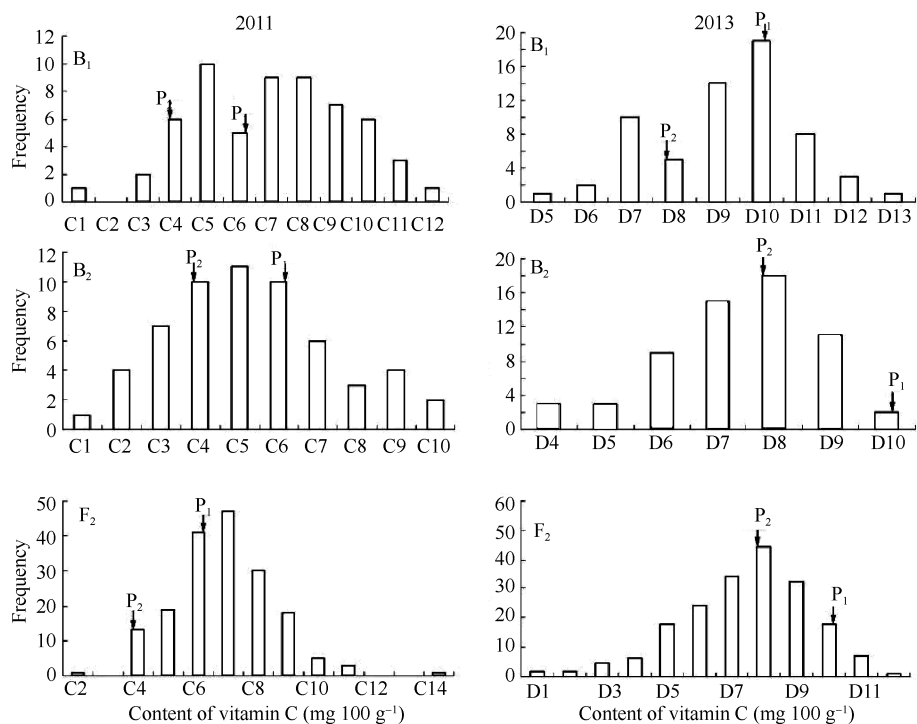 2011
2013
B₁
Frequency
12
10
8
6
4
2
0
P
P
C1 C2 C3 C4 C5 C6 C7 C8 C9 C10 C11 C12
B₁
20
16
12
8
4
0
P₂
P₁
D5 D6 D7 D8 D9 D10 D11 D12 D13
B₂
Frequency
12
10
8
6
4
2
0
P₂
P
C1 C2 C3 C4 C5 C6 C7 C8 C9 C10
B₂
20
16
12
8
4
0
P₂
P₁
D4 D5 D6 D7 D8 D9 D10
F₂
Frequency
50
40
30
20
10
0
P₂
P₁
C2 C4 C6 C8 C10 C12 C14
Content of vitamin C (mg 100 g⁻¹)
F₂
60
50
40
30
20
10
0
P₂
P₁
D1 D3 D5 D7 D9 D11
Content of vitamin C (mg 100 g⁻¹)